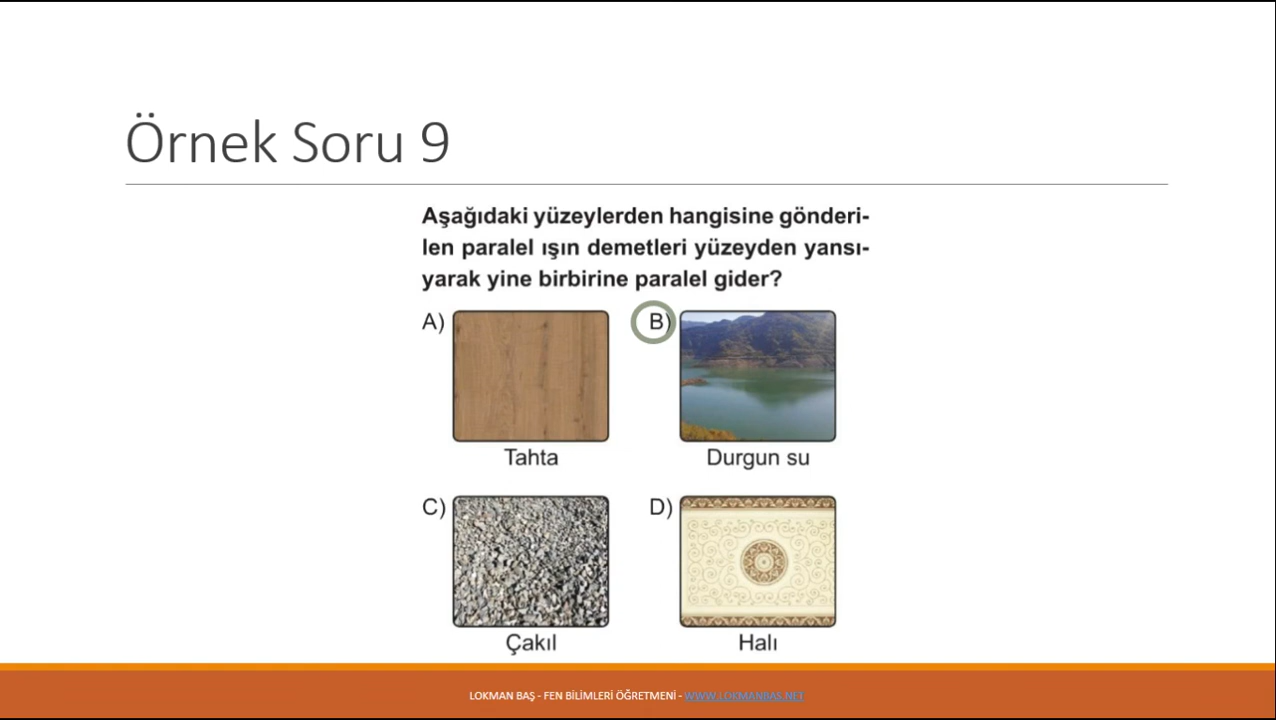 Örnek Soru 9
Aşağıdaki yüzeylerden hangisine gönderi-
len paralel ışın demetleri yüzeyden yansı-
yarak yine birbirine paralel gider?
A)
B)
Tahta
Durgun su
C)
D)
Çakıl
Halı
LOKMAN BAŞ - FEN BİLİMLERİ ÖĞRETMENİ - WWW.LOKMANBAS.NET